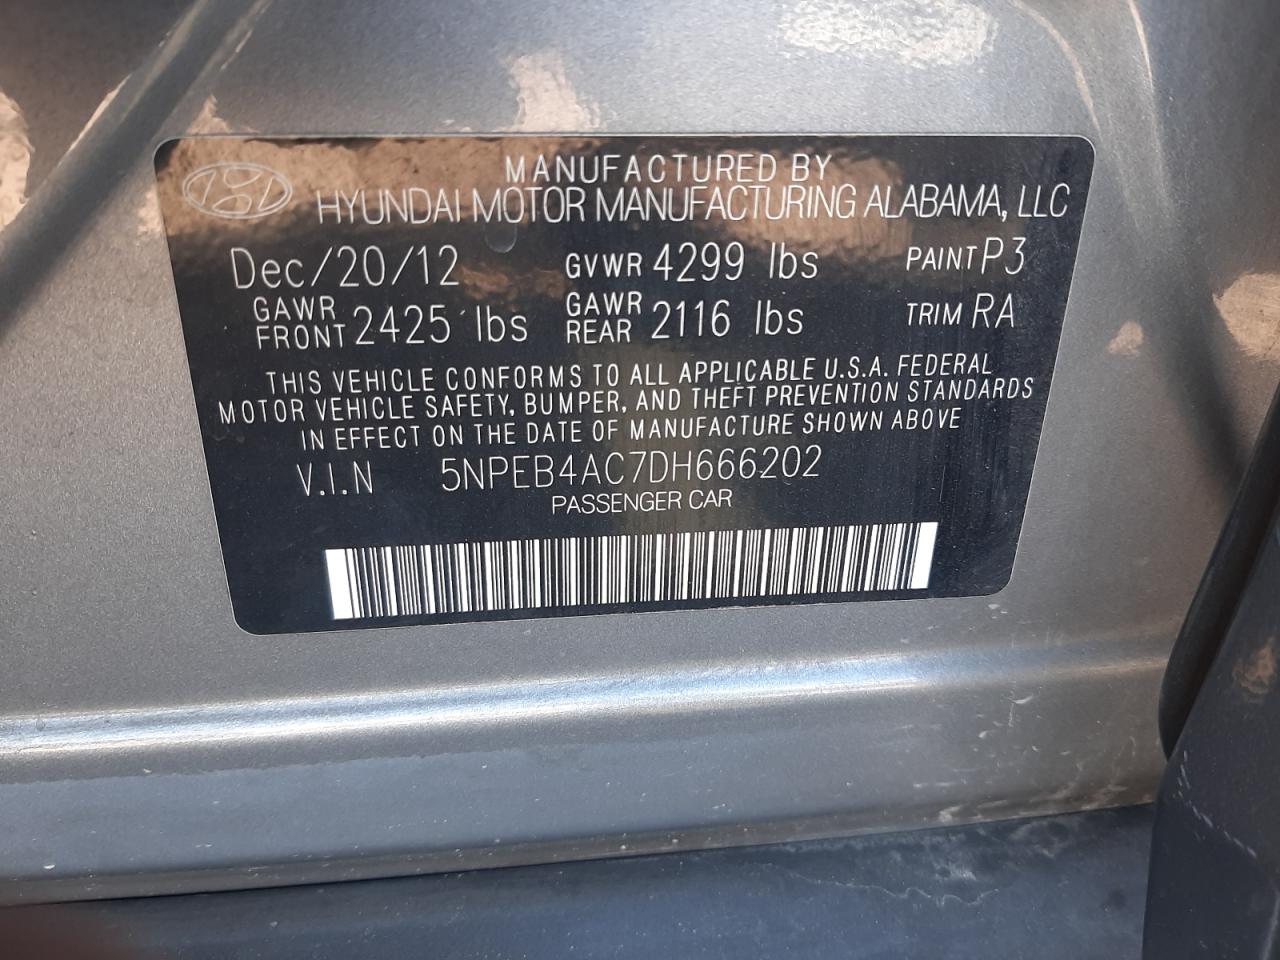 MANUFACTURED BY
HYUNDAI MOTOR MANUFACTURING ALABAMA, LLC
Dec/20/12 GVWR 4299 lbs PAINT P3
GAWR FRONT 2425 lbs GAWR REAR 2116 lbs TRIM RA
THIS VEHICLE CONFORMS TO ALL APPLICABLE U.S.A. FEDERAL
MOTOR VEHICLE SAFETY, BUMPER, AND THEFT PREVENTION STANDARDS
IN EFFECT ON THE DATE OF MANUFACTURE SHOWN ABOVE
V.I.N 5NPEB4AC7DH666202
PASSENGER CAR